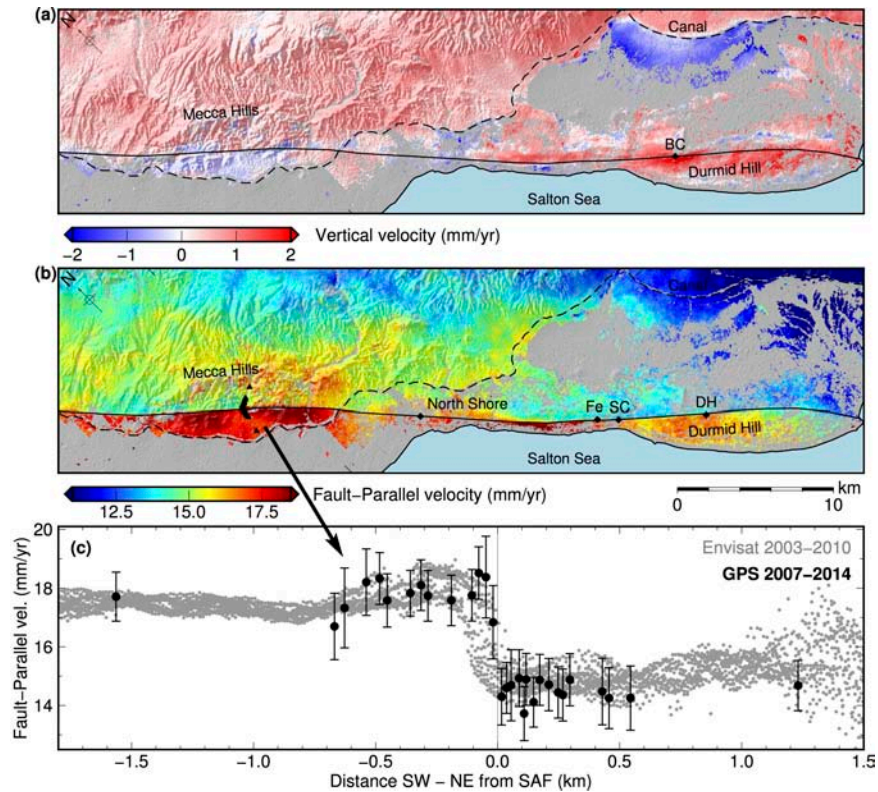 (a)
N
Canal
Mecca Hills
BC
Durmid Hill
Salton Sea
−2 −1 0 1 2
Vertical velocity (mm/yr)
(b)
N
Canal
Mecca Hills
North Shore
Fe SC
DH
Durmid Hill
Salton Sea
12.5 15.0 17.5
Fault−Parallel velocity (mm/yr)
km
0 10
(c)
Envisat 2003−2010
GPS 2007−2014
20
18
16
14
Fault−Parallel vel. (mm/yr)
−1.5 −1.0 −0.5 0.0 0.5 1.0 1.5
Distance SW − NE from SAF (km)